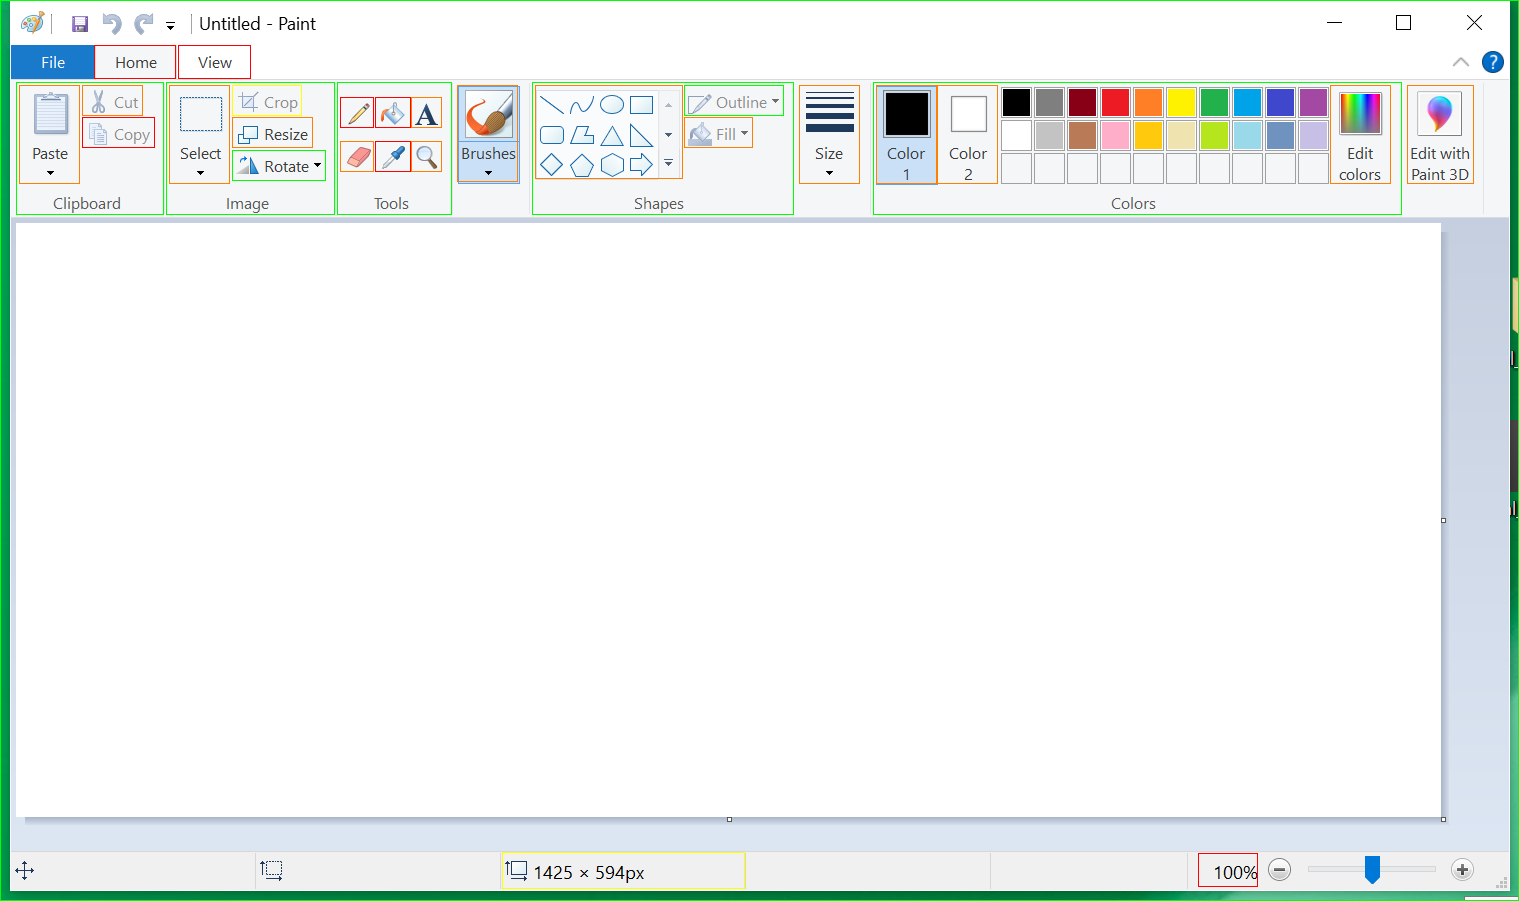 Untitled - Paint
File Home View
?
Paste
Cut
Copy
Clipboard
Select
Crop
Resize
Rotate
Image
A
Tools
Brushes
Outline
Fill
Shapes
Size
Color
1
Color
2
Edit
colors
Colors
Edit with
Paint 3D
1425 × 594px
100%